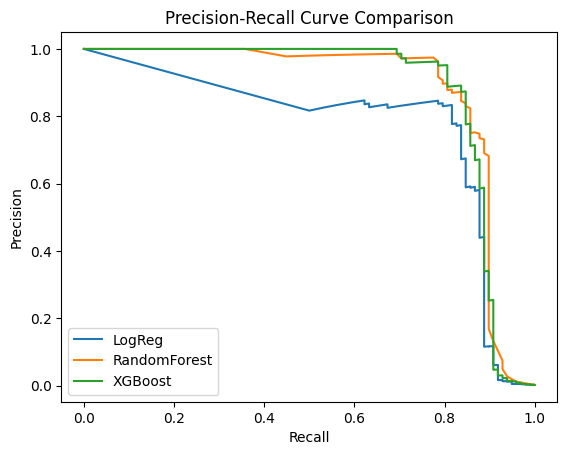 Precision-Recall Curve Comparison
Precision
1.0
0.8
0.6
0.4
0.2
0.0
LogReg
RandomForest
XGBoost
0.0 0.2 0.4 0.6 0.8 1.0
Recall